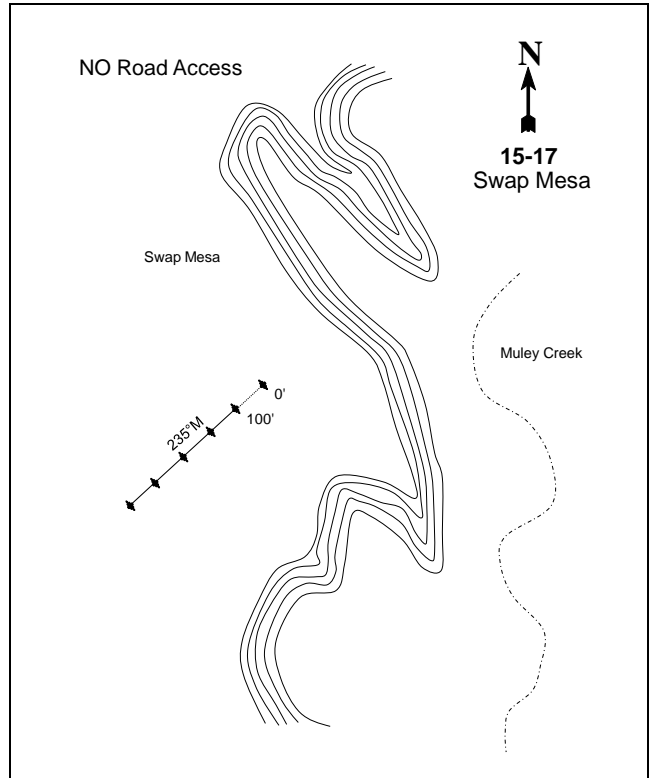 NO Road Access
N
15-17
Swap Mesa
Swap Mesa
Muley Creek
0'
100'
235°M